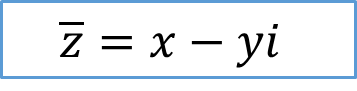 z̅ = x − yi